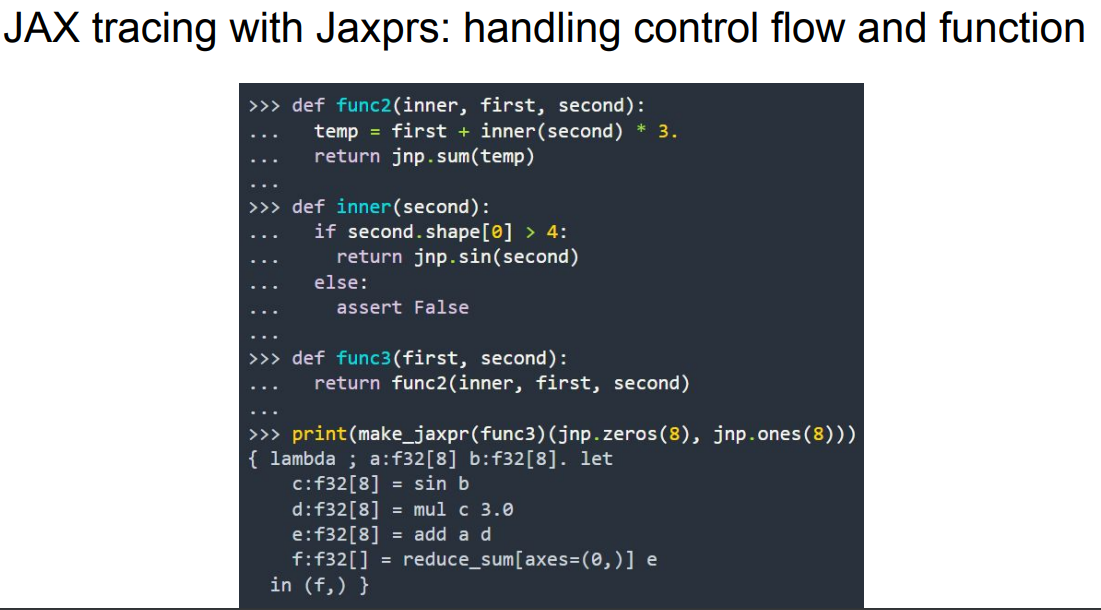 JAX tracing with Jaxprs: handling control flow and function
>>> def func2(inner, first, second):
...   temp = first + inner(second) * 3.
...   return jnp.sum(temp)
...
>>> def inner(second):
...   if second.shape[0] > 4:
...     return jnp.sin(second)
...   else:
...     assert False
...
>>> def func3(first, second):
...   return func2(inner, first, second)
...
>>> print(make_jaxpr(func3)(jnp.zeros(8), jnp.ones(8)))
{ lambda ; a:f32[8] b:f32[8]. let
    c:f32[8] = sin b
    d:f32[8] = mul c 3.0
    e:f32[8] = add a d
    f:f32[] = reduce_sum[axes=(0,)] e
  in (f,) }